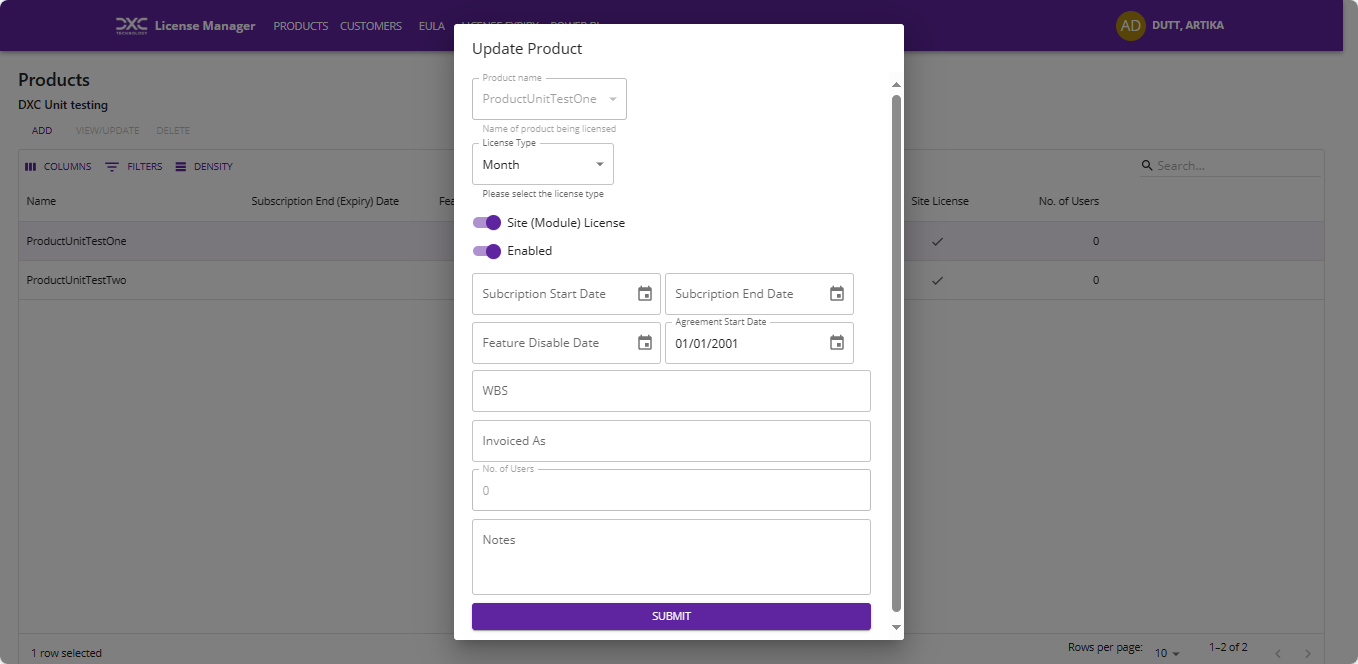 DXC TECHNOLOGY License Manager PRODUCTS CUSTOMERS EULA LICENSE EXPIRY POWER BI AD DUTT, ARTIKA
Products
DXC Unit testing
ADD VIEW/UPDATE DELETE
COLUMNS FILTERS DENSITY Search...
Name Subscription End (Expiry) Date Fea Site License No. of Users
ProductUnitTestOne 0
ProductUnitTestTwo 0
1 row selected Rows per page: 10 1–2 of 2
Update Product
Product name
ProductUnitTestOne
Name of product being licensed
License Type
Month
Please select the license type
Site (Module) License
Enabled
Subcription Start Date Subcription End Date
Agreement Start Date
Feature Disable Date 01/01/2001
WBS
Invoiced As
No. of Users
0
Notes
SUBMIT